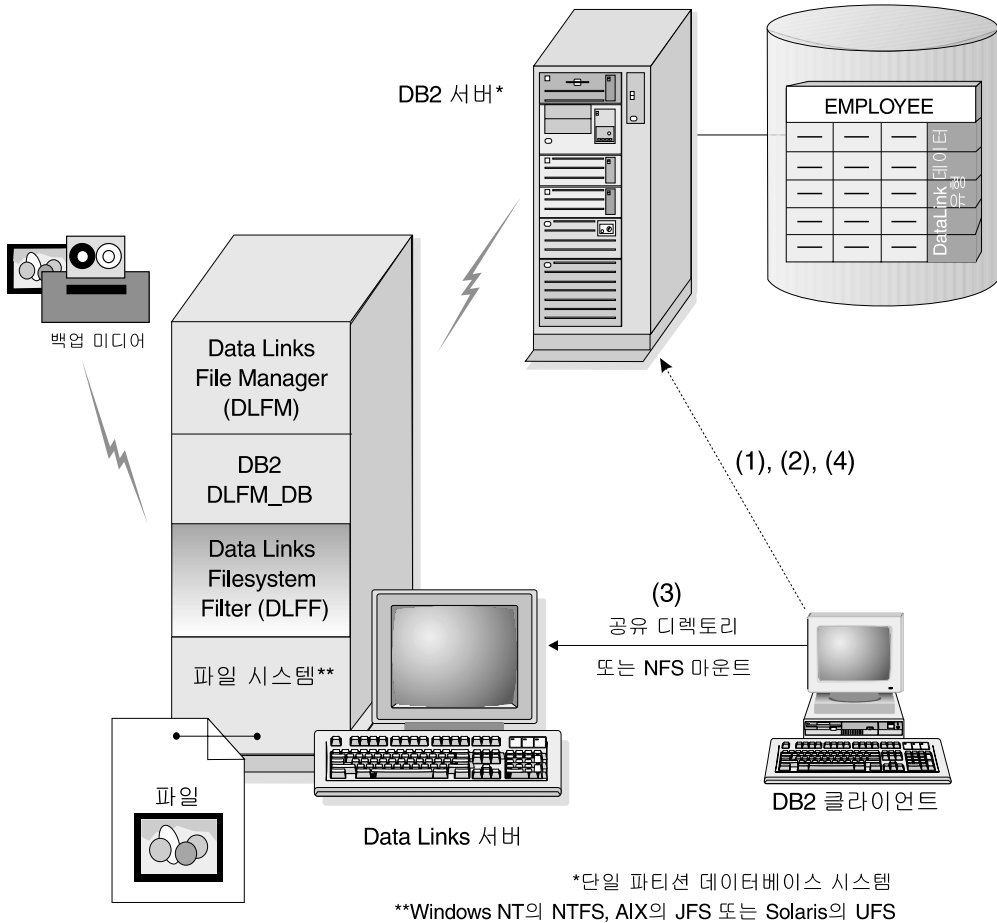 DB2 서버*
EMPLOYEE
DataLink 데이터
유형
백업 미디어
Data Links
File Manager
(DLFM)
DB2
DLFM_DB
Data Links
Filesystem
Filter (DLFF)
파일 시스템**
(1), (2), (4)
(3)
공유 디렉토리
또는 NFS 마운트
파일
Data Links 서버
DB2 클라이언트
*단일 파티션 데이터베이스 시스템
**Windows NT의 NTFS, AIX의 JFS 또는 Solaris의 UFS